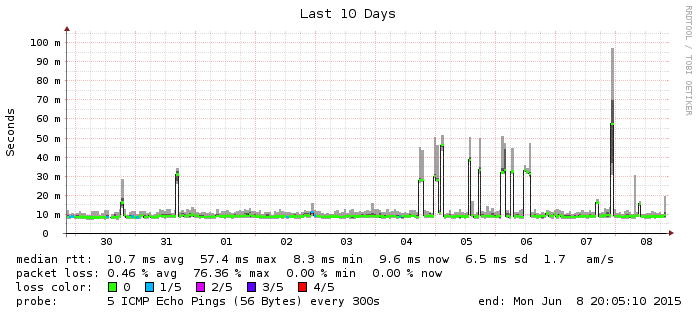 Last 10 Days
RRDTOOL / TOBI OETIKER
Seconds
100 m
90 m
80 m
70 m
60 m
50 m
40 m
30 m
20 m
10 m
0
30 31 01 02 03 04 05 06 07 08
median rtt: 10.7 ms avg 57.4 ms max 8.3 ms min 9.6 ms now 6.5 ms sd 1.7 am/s
packet loss: 0.46 % avg 76.36 % max 0.00 % min 0.00 % now
loss color: 0 1/5 2/5 3/5 4/5
probe: 5 ICMP Echo Pings (56 Bytes) every 300s end: Mon Jun 8 20:05:10 2015